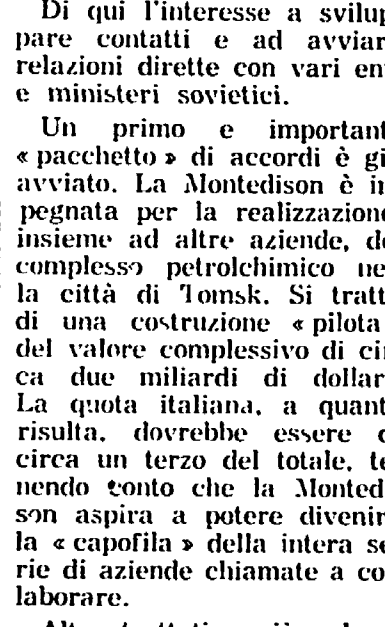 Di qui l'interesse a svilup
pare contatti e ad avviar
relazioni dirette con vari en
e ministeri sovietici.
Un primo e important
« pacchetto » di accordi è gi
avviato. La Montedison è in
pegnata per la realizzazione
insieme ad altre aziende, de
complesso petrolchimico ne
la città di Tomsk. Si tratt
di una costruzione « pilota
del valore complessivo di cir
ca due miliardi di dollar
La quota italiana, a quant
risulta, dovrebbe essere d
circa un terzo del totale, te
nendo conto che la Monted
son aspira a potere divenir
la « capofila » della intera se
rie di aziende chiamate a co
laborare.